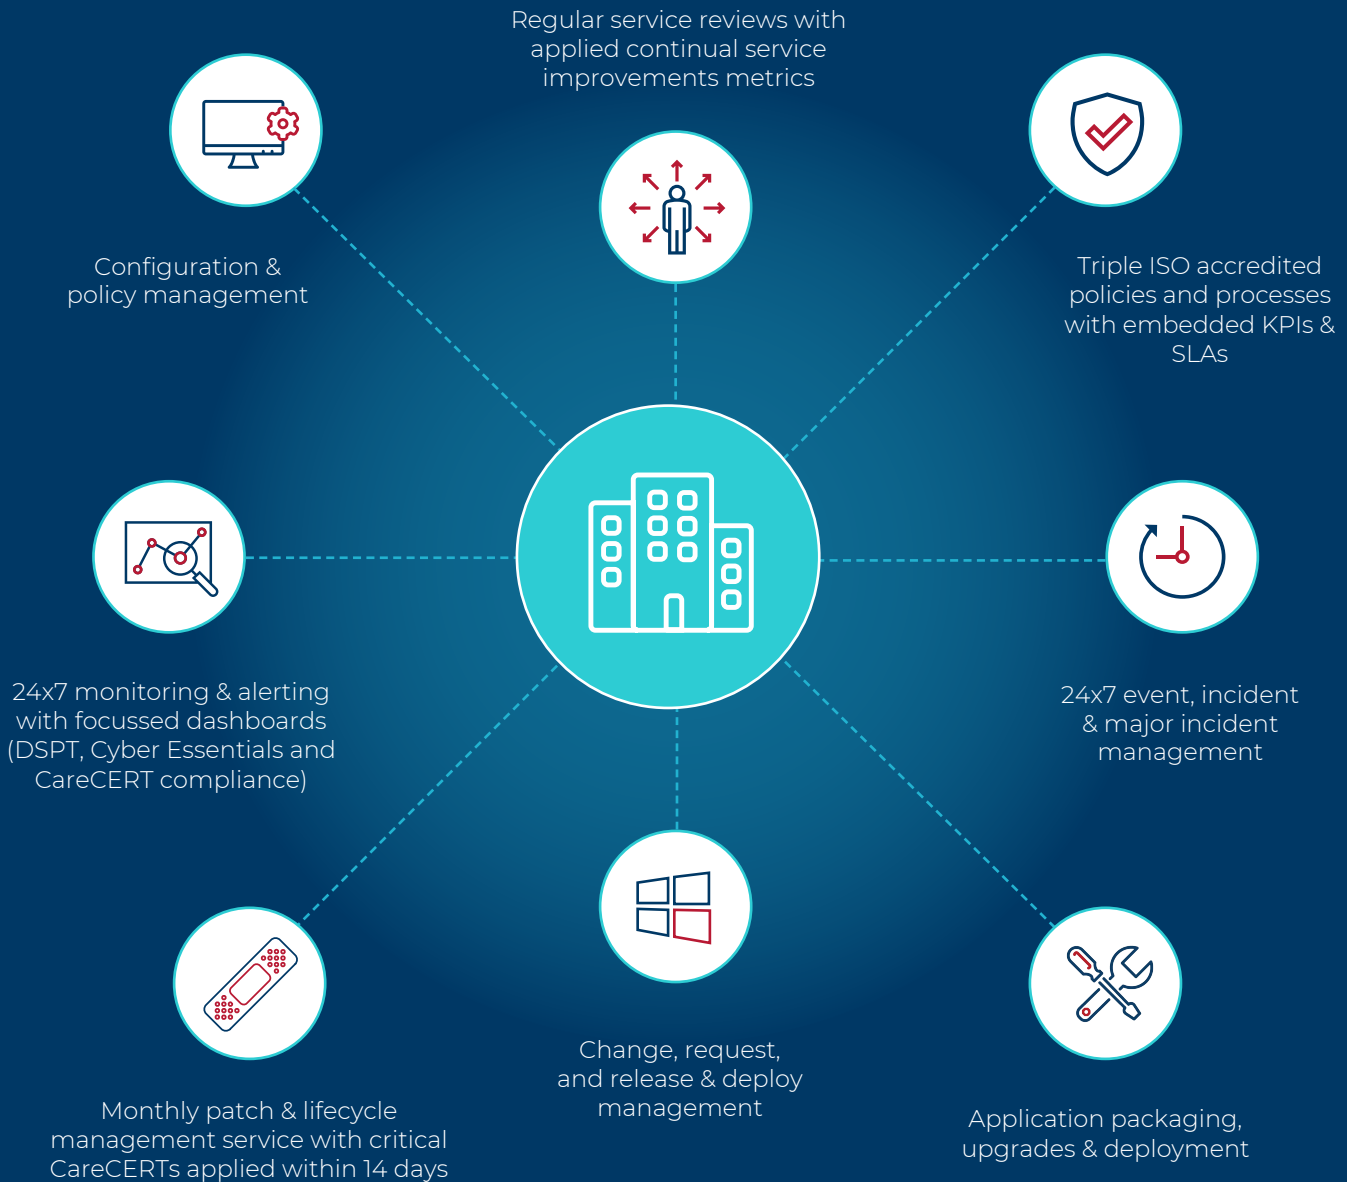 Regular service reviews with
applied continual service
improvements metrics
Configuration &
policy management
Triple ISO accredited
policies and processes
with embedded KPIs &
SLAs
24x7 monitoring & alerting
with focussed dashboards
(DSPT, Cyber Essentials and
CareCERT compliance)
24x7 event, incident
& major incident
management
Monthly patch & lifecycle
management service with critical
CareCERTs applied within 14 days
Change, request,
and release & deploy
management
Application packaging,
upgrades & deployment